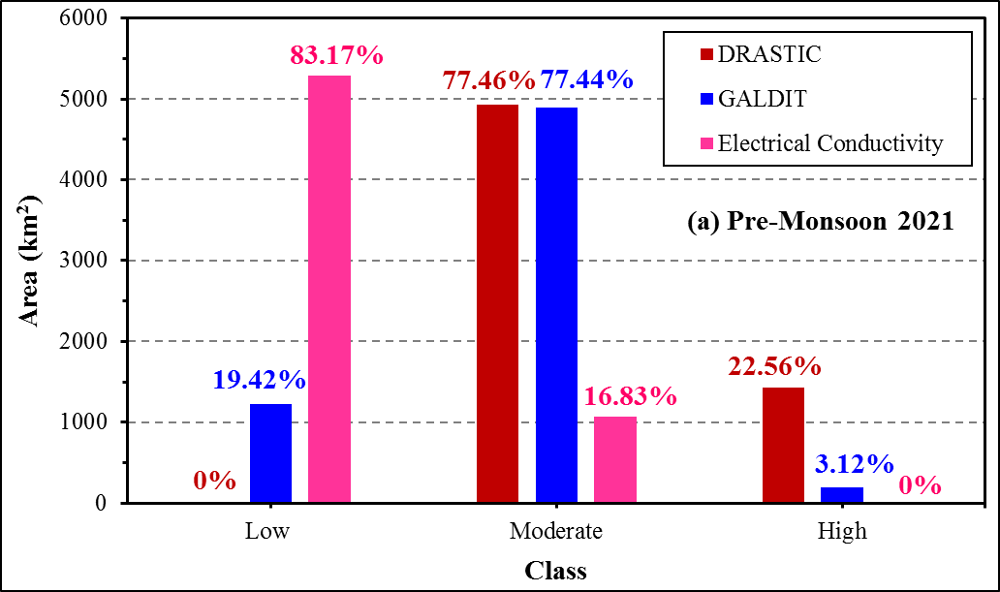 6000
5000
4000
3000
2000
1000
0
Area (km²)
83.17%
77.46%
77.44%
19.42%
0%
16.83%
22.56%
3.12%
0%
DRASTIC
GALDIT
Electrical Conductivity
(a) Pre-Monsoon 2021
Low
Moderate
High
Class